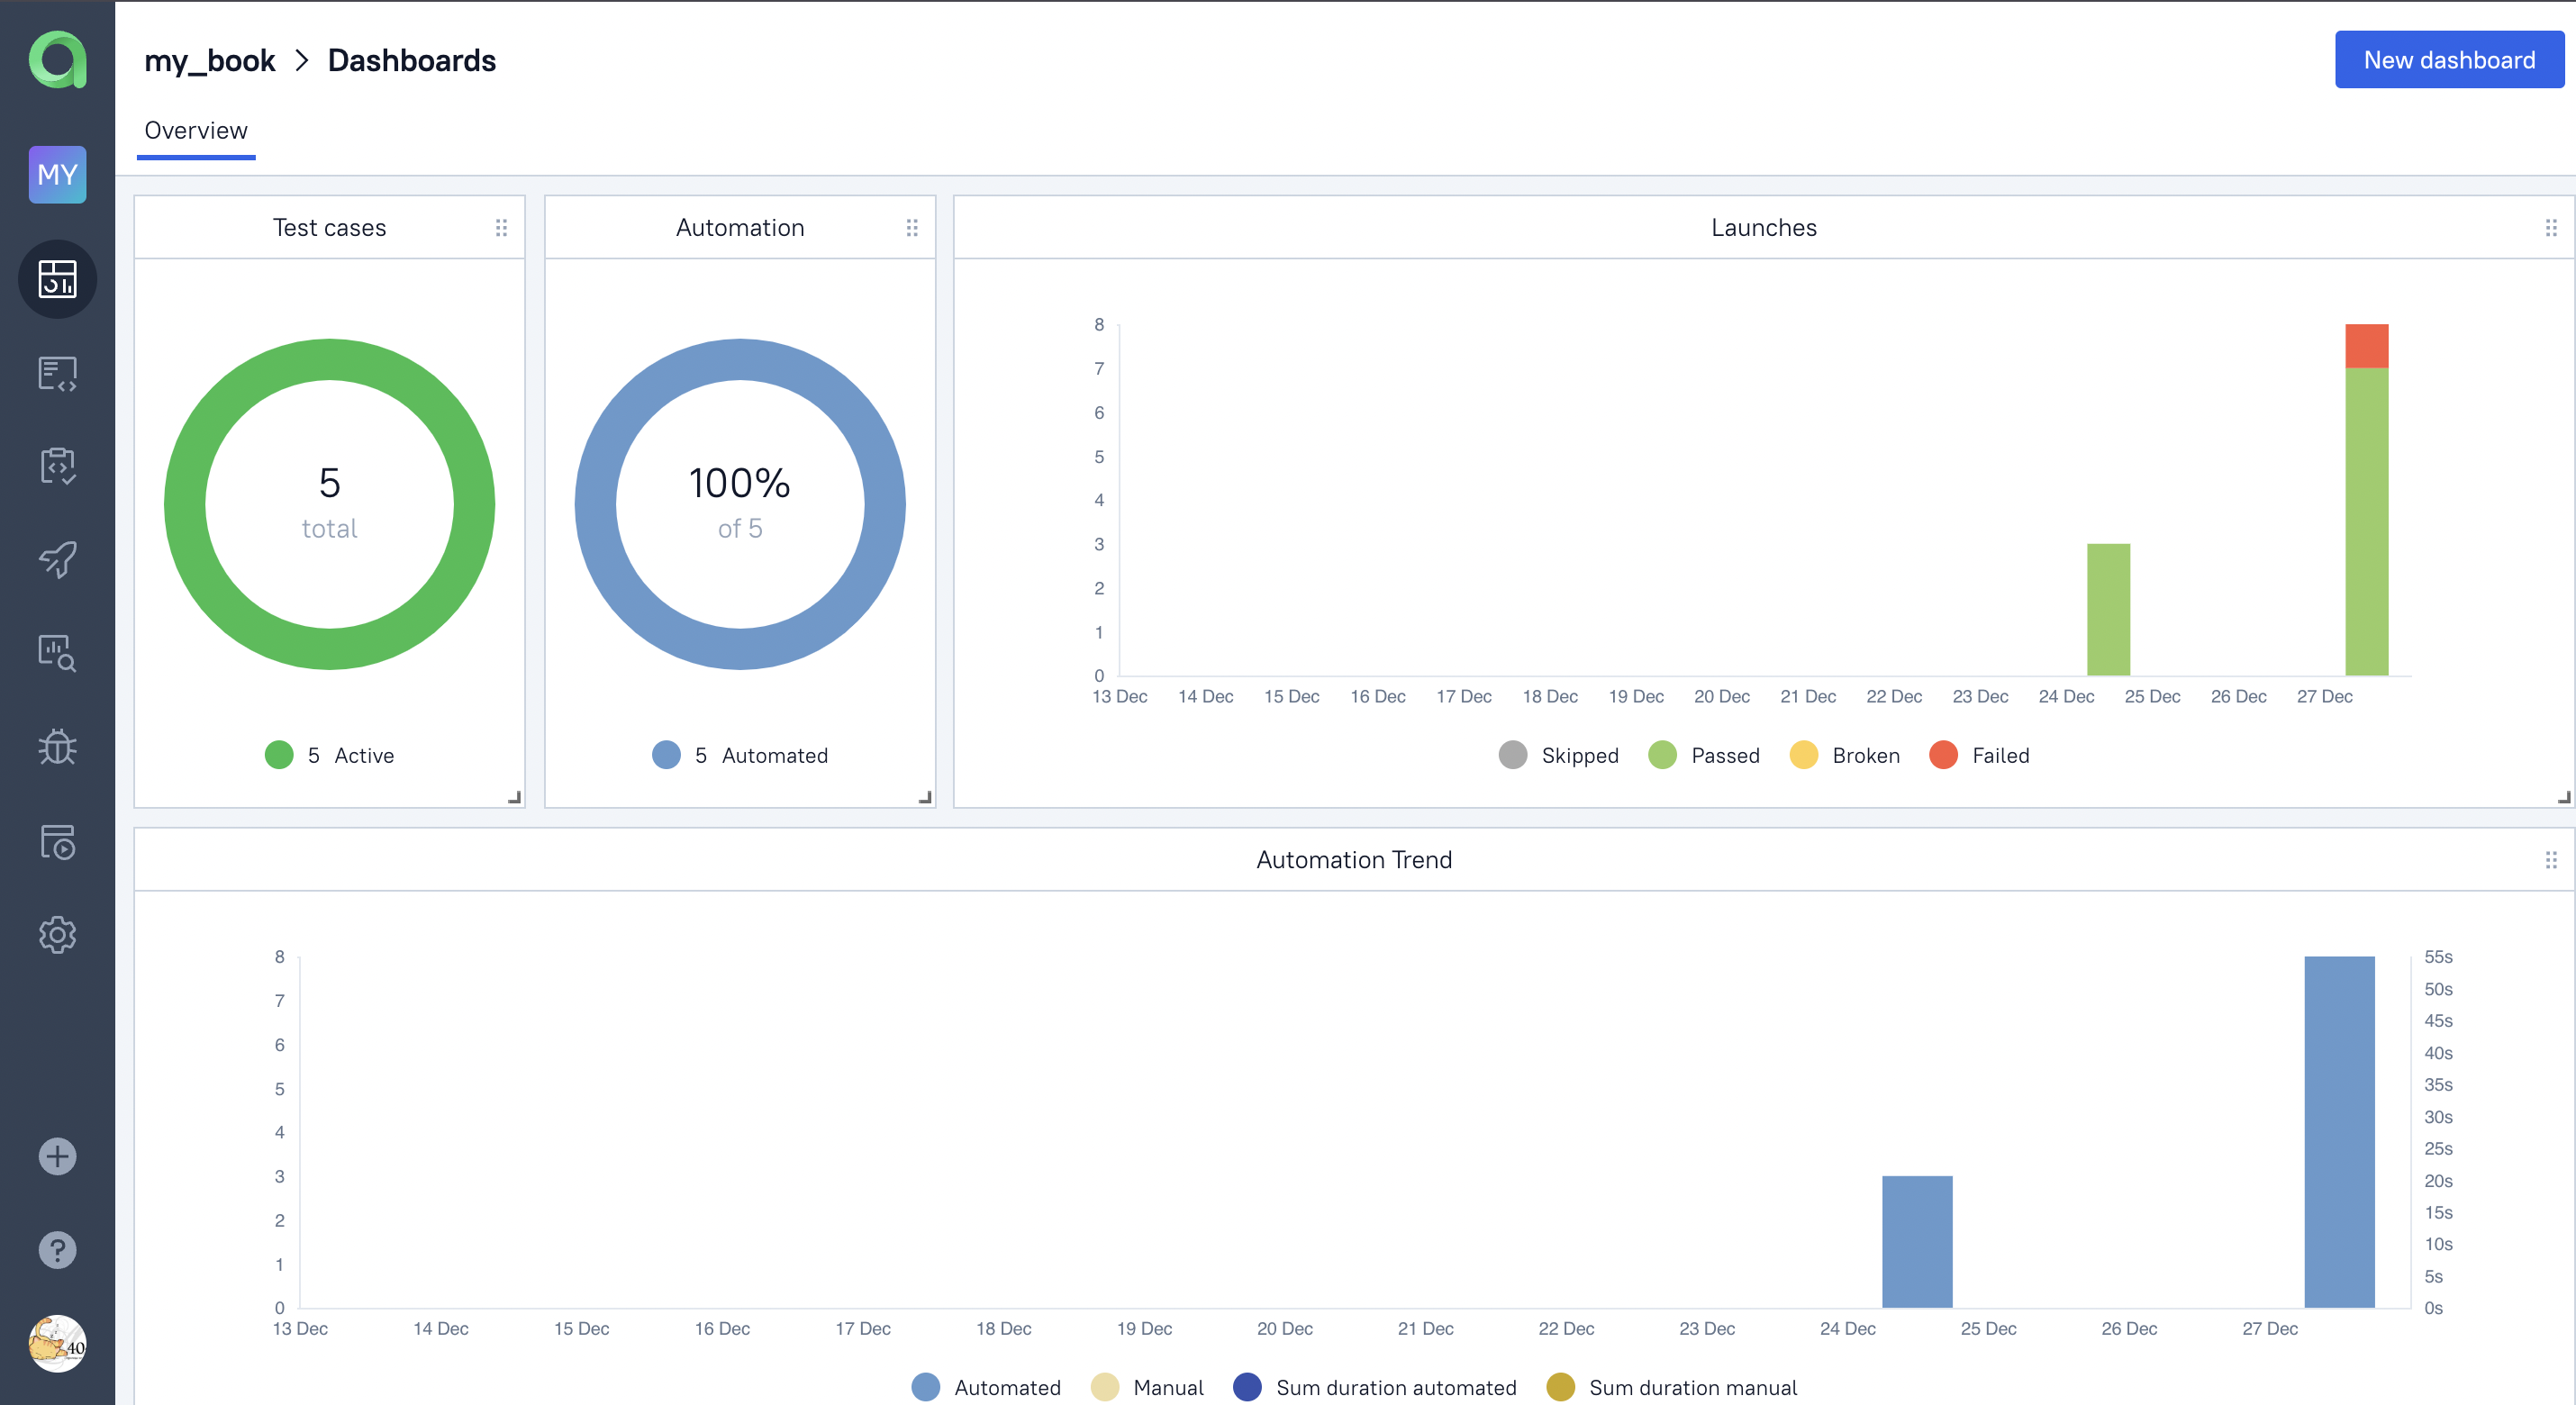 my_book > Dashboards
New dashboard
Overview
MY
Test cases
5
total
5 Active
Automation
100%
of 5
5 Automated
Launches
8
7
6
5
4
3
2
1
0
13 Dec 14 Dec 15 Dec 16 Dec 17 Dec 18 Dec 19 Dec 20 Dec 21 Dec 22 Dec 23 Dec 24 Dec 25 Dec 26 Dec 27 Dec
Skipped Passed Broken Failed
Automation Trend
8
7
6
5
4
3
2
1
0
55s
50s
45s
40s
35s
30s
25s
20s
15s
10s
5s
0s
13 Dec 14 Dec 15 Dec 16 Dec 17 Dec 18 Dec 19 Dec 20 Dec 21 Dec 22 Dec 23 Dec 24 Dec 25 Dec 26 Dec 27 Dec
Automated Manual Sum duration automated Sum duration manual
40